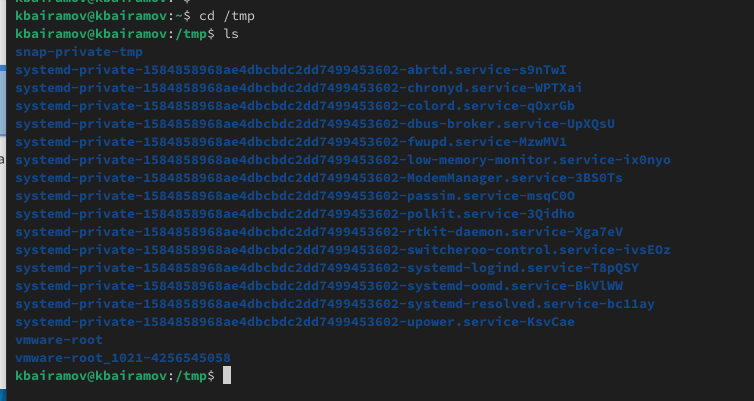 kbairamov@kbairamov:~$ cd /tmp
kbairamov@kbairamov:/tmp$ ls
snap-private-tmp
systemd-private-1584858968ae4dbcbdc2dd7499453602-abrtd.service-s9nTwI
systemd-private-1584858968ae4dbcbdc2dd7499453602-chronyd.service-WPTXai
systemd-private-1584858968ae4dbcbdc2dd7499453602-colord.service-qOxrGb
systemd-private-1584858968ae4dbcbdc2dd7499453602-dbus-broker.service-UpXQsU
systemd-private-1584858968ae4dbcbdc2dd7499453602-fwupd.service-MzwMV1
systemd-private-1584858968ae4dbcbdc2dd7499453602-low-memory-monitor.service-ix0nyo
systemd-private-1584858968ae4dbcbdc2dd7499453602-ModemManager.service-3BS0Ts
systemd-private-1584858968ae4dbcbdc2dd7499453602-passim.service-msqC0O
systemd-private-1584858968ae4dbcbdc2dd7499453602-polkit.service-3Qidho
systemd-private-1584858968ae4dbcbdc2dd7499453602-rtkit-daemon.service-Xga7eV
systemd-private-1584858968ae4dbcbdc2dd7499453602-switcheroo-control.service-ivsEOz
systemd-private-1584858968ae4dbcbdc2dd7499453602-systemd-logind.service-T8pQSY
systemd-private-1584858968ae4dbcbdc2dd7499453602-systemd-oomd.service-BkVlWW
systemd-private-1584858968ae4dbcbdc2dd7499453602-systemd-resolved.service-bc11ay
systemd-private-1584858968ae4dbcbdc2dd7499453602-upower.service-KsvCae
vmware-root
vmware-root_1021-4256545058
kbairamov@kbairamov:/tmp$